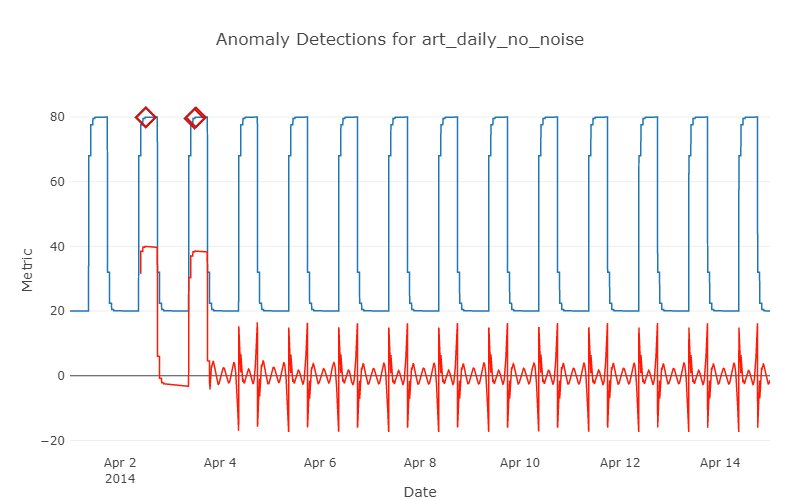 Anomaly Detections for art_daily_no_noise
80
60
40
20
0
−20
Metric
Apr 2
2014
Apr 4
Apr 6
Apr 8
Apr 10
Apr 12
Apr 14
Date